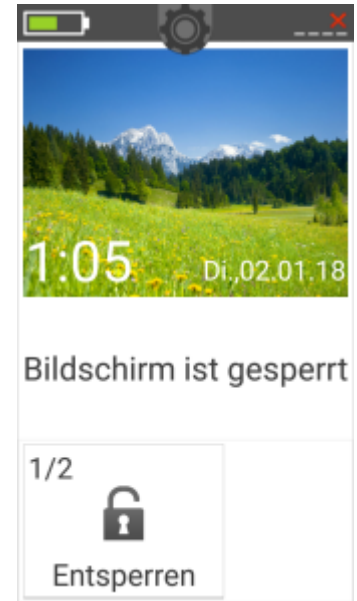 1:05
Di.,02.01.18
Bildschirm ist gesperrt
1/2
Entsperren